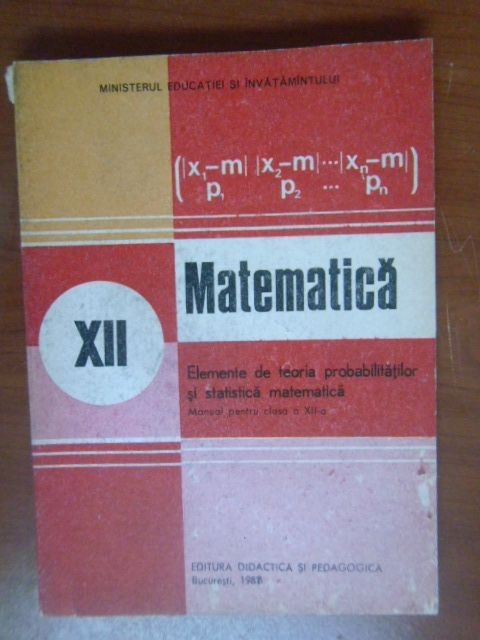 MINISTERUL EDUCAȚIEI ȘI ÎNVĂȚĂMÎNTULUI
(|x₁–m| |x₂–m| ··· |xₙ–m|)
p₁ p₂ ... pₙ
Matematică
XII
Elemente de teoria probabilităților
și statistică matematică
Manual pentru clasa a XII-a
EDITURA DIDACTICĂ ȘI PEDAGOGICĂ
București,